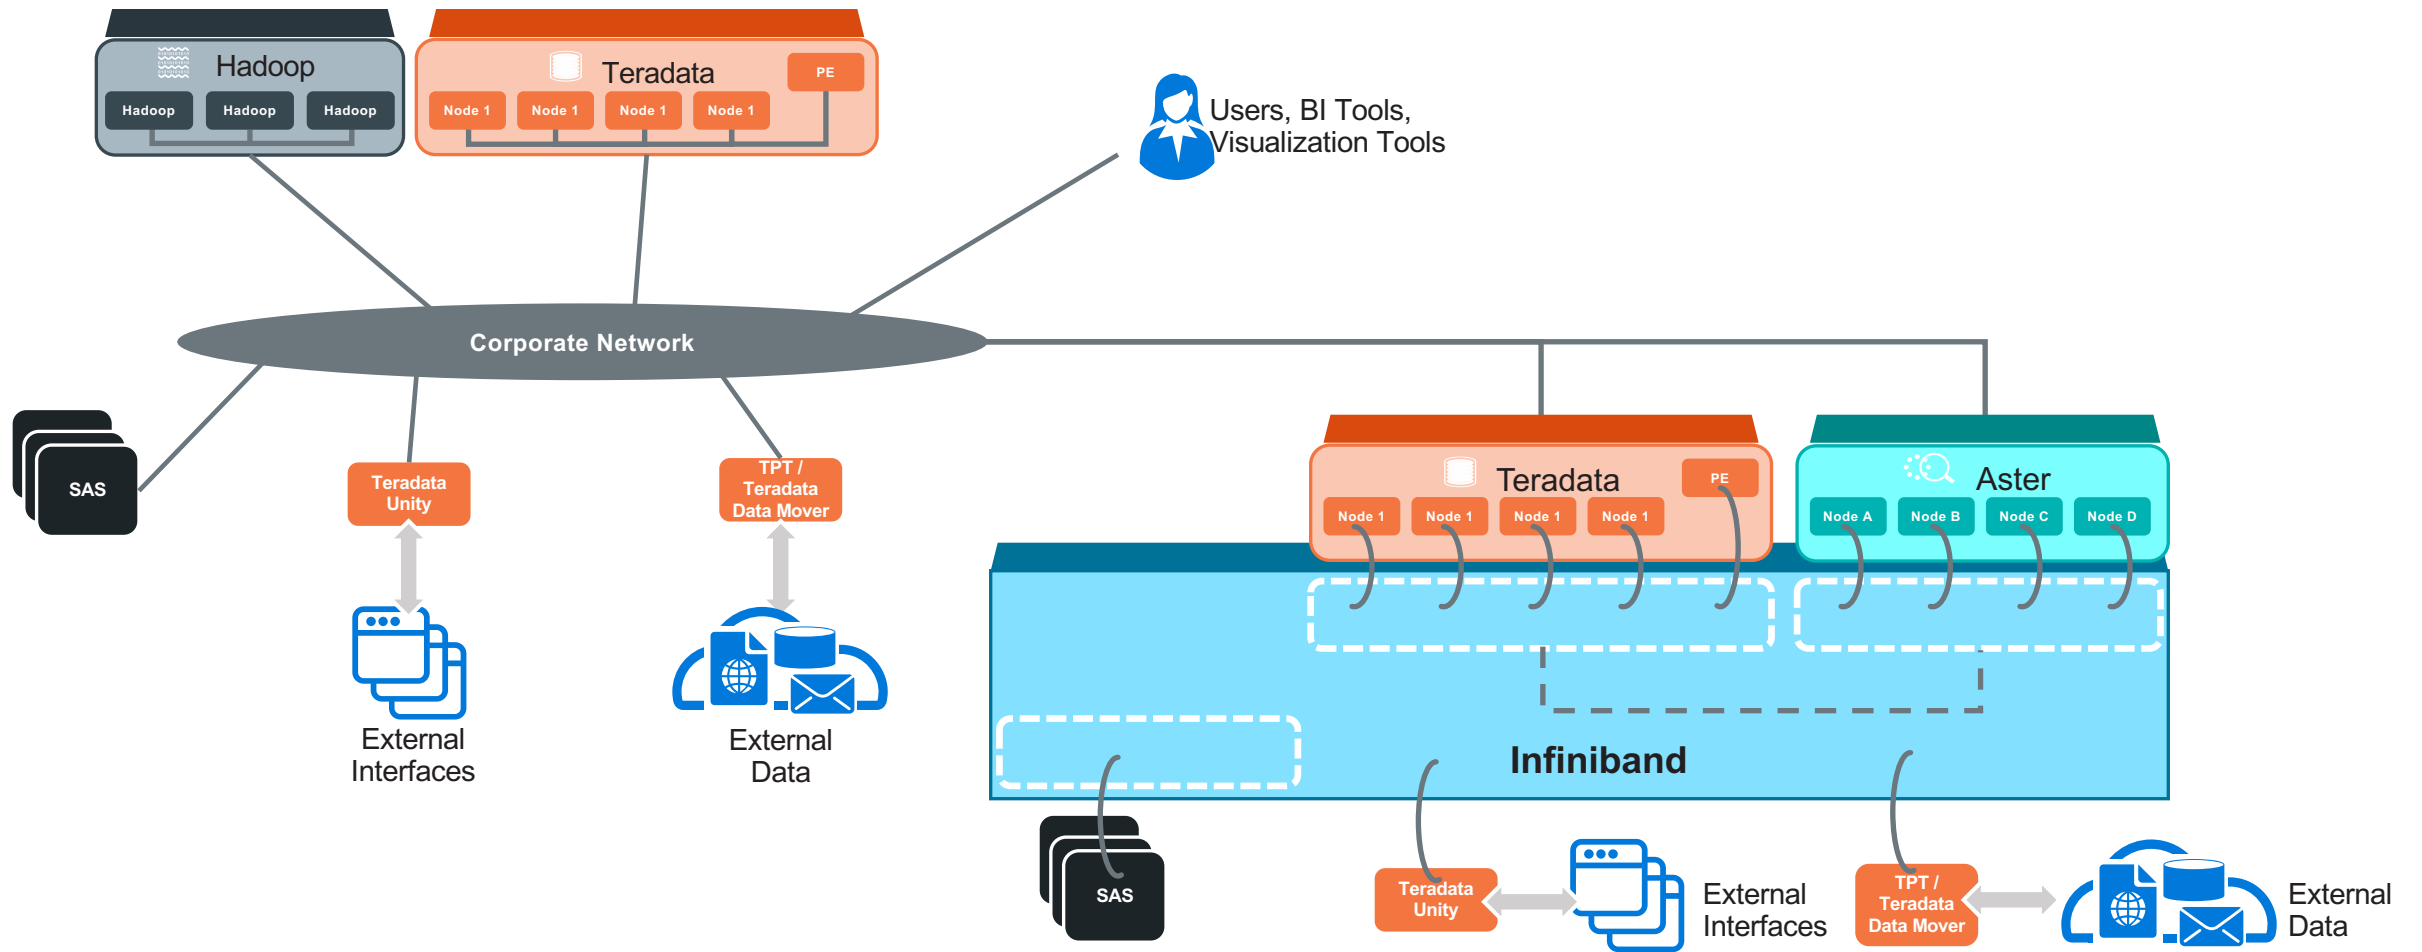 Hadoop
Hadoop
Hadoop
Hadoop
Teradata
PE
Node 1
Node 1
Node 1
Node 1
Users, BI Tools,
Visualization Tools
Corporate Network
SAS
Teradata
Unity
TPT /
Teradata
Data Mover
External
Interfaces
External
Data
Teradata
PE
Node 1
Node 1
Node 1
Node 1
Aster
Node A
Node B
Node C
Node D
Infiniband
SAS
Teradata
Unity
External
Interfaces
TPT /
Teradata
Data Mover
External
Data